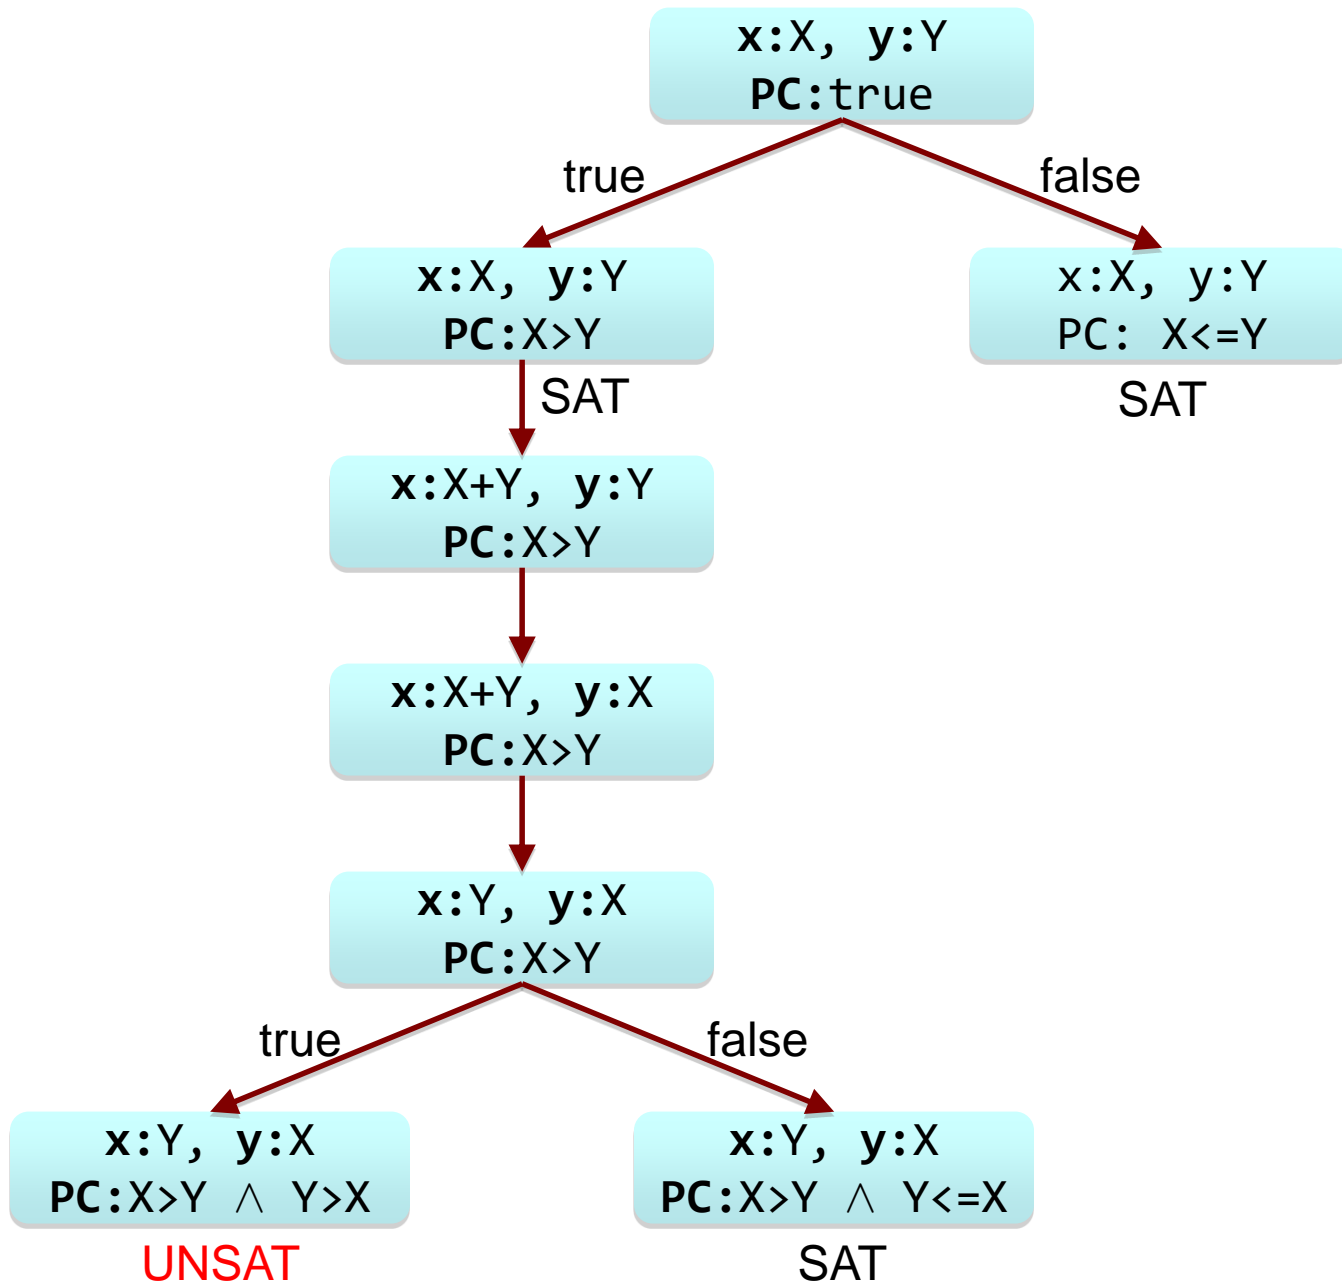 x:X, y:Y
PC:true
true
false
x:X, y:Y
PC:X>Y
x:X, y:Y
PC: X<=Y
SAT
SAT
x:X+Y, y:Y
PC:X>Y
x:X+Y, y:X
PC:X>Y
x:Y, y:X
PC:X>Y
true
false
x:Y, y:X
PC:X>Y ∧ Y>X
x:Y, y:X
PC:X>Y ∧ Y<=X
UNSAT
SAT